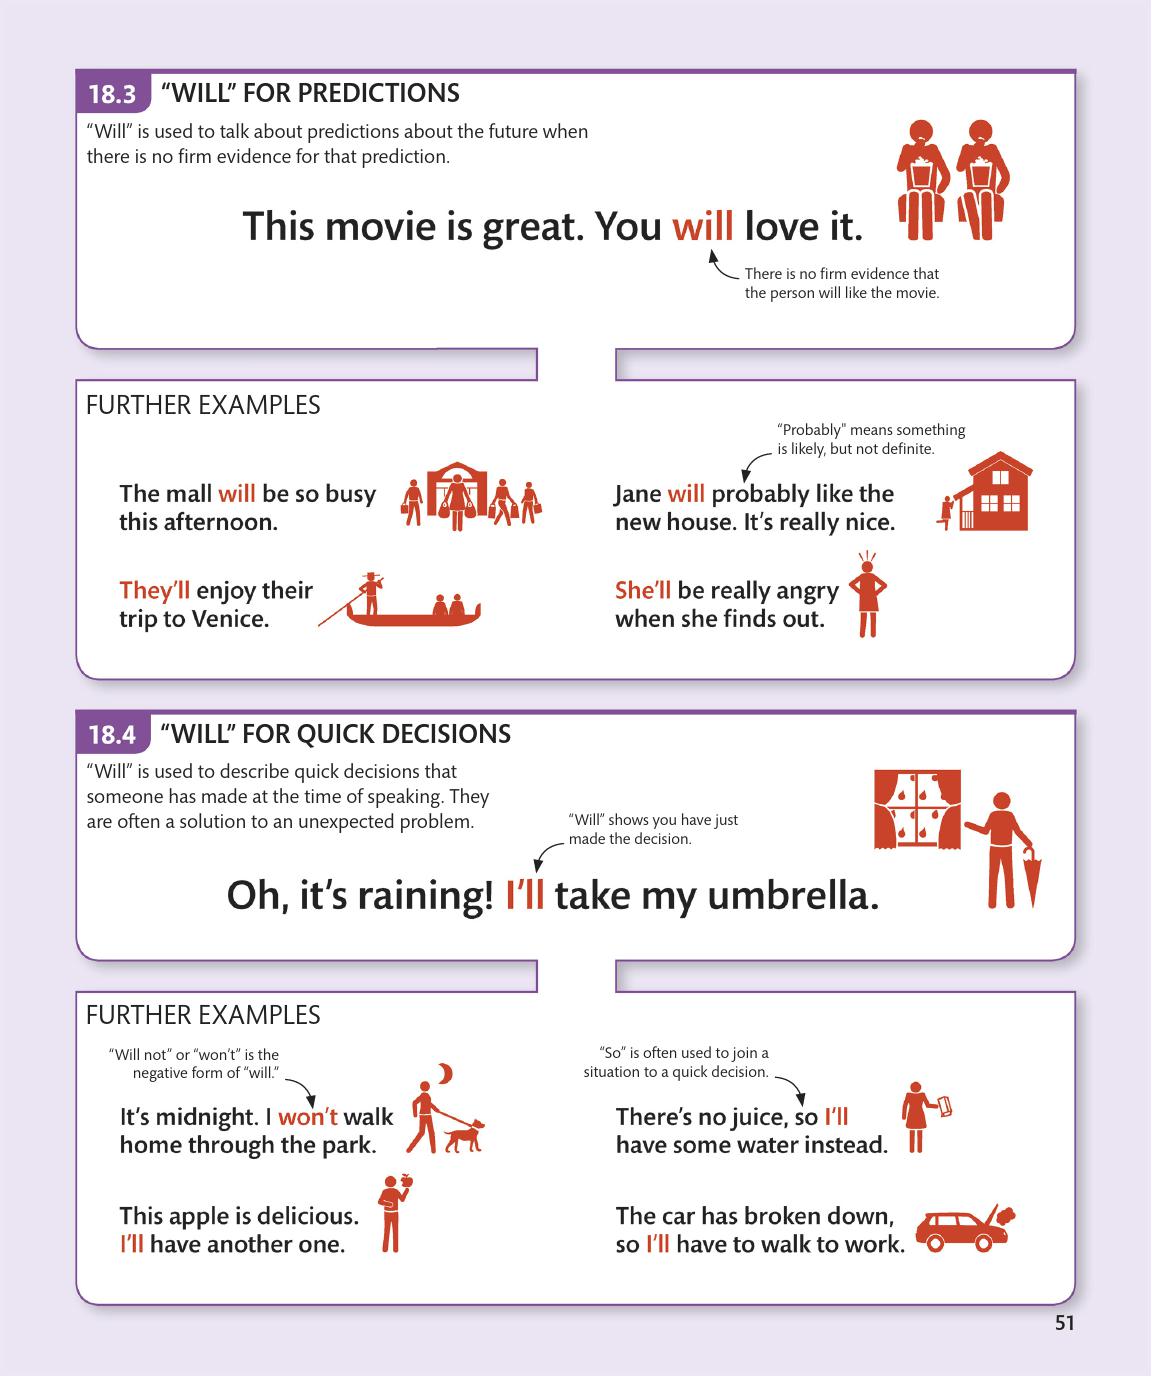 18.3 “WILL” FOR PREDICTIONS
“Will” is used to talk about predictions about the future when
there is no firm evidence for that prediction.
This movie is great. You will love it.
There is no firm evidence that
the person will like the movie.
FURTHER EXAMPLES
The mall will be so busy
this afternoon.
“Probably" means something
is likely, but not definite.
Jane will probably like the
new house. It’s really nice.
They’ll enjoy their
trip to Venice.
She’ll be really angry
when she finds out.
18.4 “WILL” FOR QUICK DECISIONS
“Will” is used to describe quick decisions that
someone has made at the time of speaking. They
are often a solution to an unexpected problem.
“Will” shows you have just
made the decision.
Oh, it’s raining! I’ll take my umbrella.
FURTHER EXAMPLES
“Will not” or “won’t” is the
negative form of “will.”
It’s midnight. I won’t walk
home through the park.
“So” is often used to join a
situation to a quick decision.
There’s no juice, so I’ll
have some water instead.
This apple is delicious.
I’ll have another one.
The car has broken down,
so I’ll have to walk to work.
51